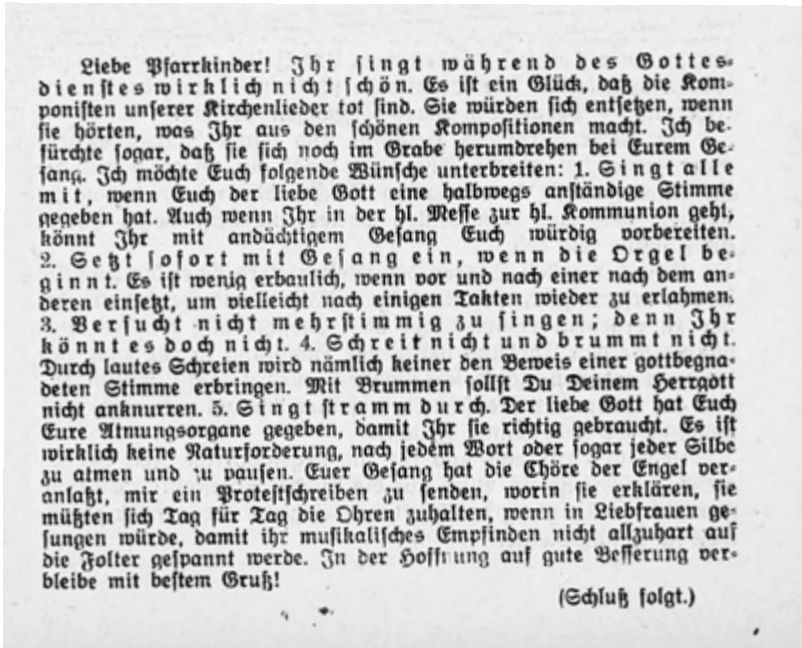 Liebe Pfarrkinder! Ihr singt während des Gottes-
dienstes wirklich nicht schön. Es ist ein Glück, daß die Kom-
ponisten unserer Kirchenlieder tot sind. Sie würden sich entsetzen, wenn
sie hörten, was Ihr aus den schönen Kompositionen macht. Ich be-
fürchte sogar, daß sie sich noch im Grabe herumdrehen bei Eurem Ge-
sang. Ich möchte Euch folgende Wünsche unterbreiten: 1. Singt alle
mit, wenn Euch der liebe Gott eine halbwegs anständige Stimme
gegeben hat. Auch wenn Ihr in der hl. Messe zur hl. Kommunion geht,
könnt Ihr mit andächtigem Gesang Euch würdig vorbereiten.
2. Setzt sofort mit Gesang ein, wenn die Orgel be-
ginnt. Es ist wenig erbaulich, wenn vor und nach einer nach dem an-
deren einsetzt, um vielleicht nach einigen Takten wieder zu erlahmen.
3. Versucht nicht mehrstimmig zu singen; denn Ihr
könnt es doch nicht. 4. Schreit nicht und brummt nicht.
Durch lautes Schreien wird nämlich keiner den Beweis einer gottbegna-
deten Stimme erbringen. Mit Brummen sollst Du Deinem Herrgott
nicht anknurren. 5. Singt stramm durch. Der liebe Gott hat Euch
Eure Atmungsorgane gegeben, damit Ihr sie richtig gebraucht. Es ist
wirklich keine Naturforderung, nach jedem Wort oder sogar jeder Silbe
zu atmen und zu pausen. Euer Gesang hat die Chöre der Engel ver-
anlaßt, mir ein Protestschreiben zu senden, worin sie erklären, sie
müßten sich Tag für Tag die Ohren zuhalten, wenn in Liebfrauen ge-
sungen würde, damit ihr musikalisches Empfinden nicht allzuhart auf
die Folter gespannt werde. In der Hoffnung auf gute Besserung ver-
bleibe mit bestem Gruß!
(Schluß folgt.)